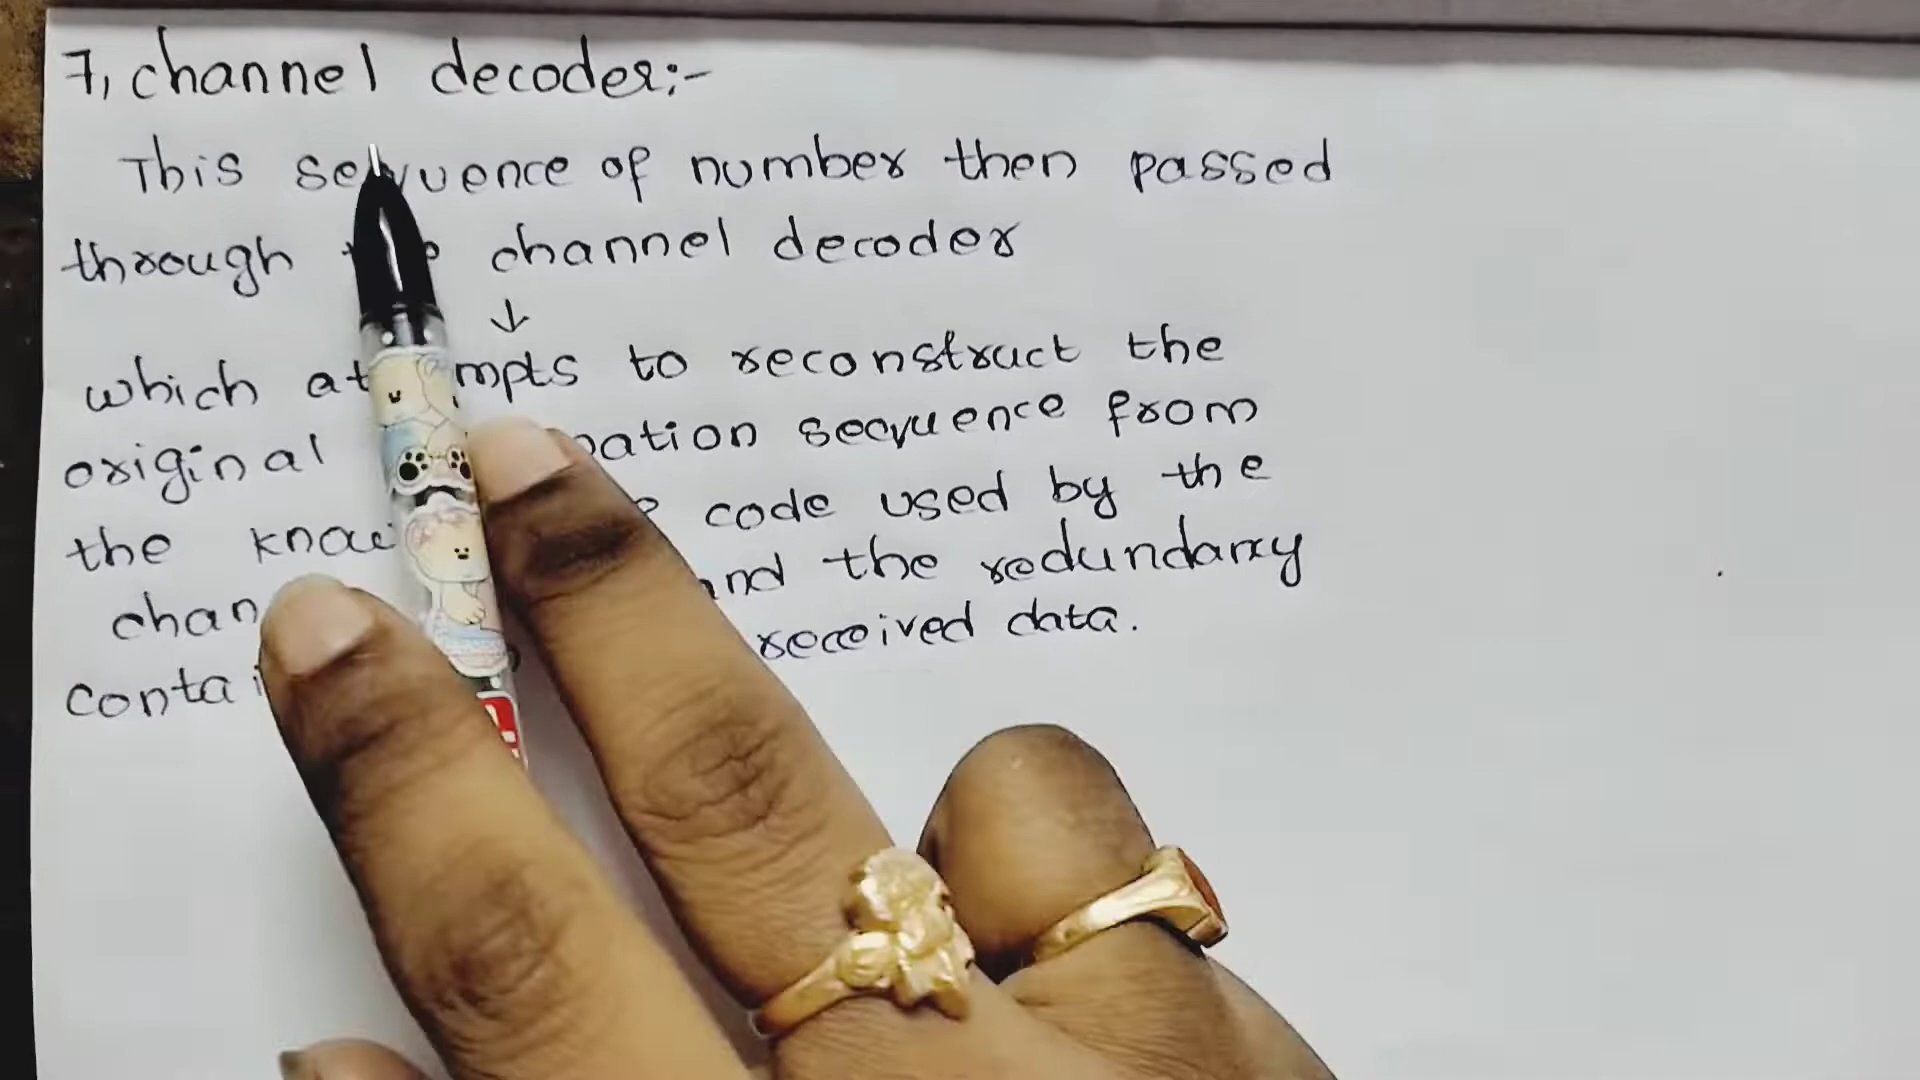 7, channel decoder:-
This sequence of number then passed
through channel decoder
↓
which attempts to reconstruct the
original sequence from
the code used by the
and the redundancy
received data.